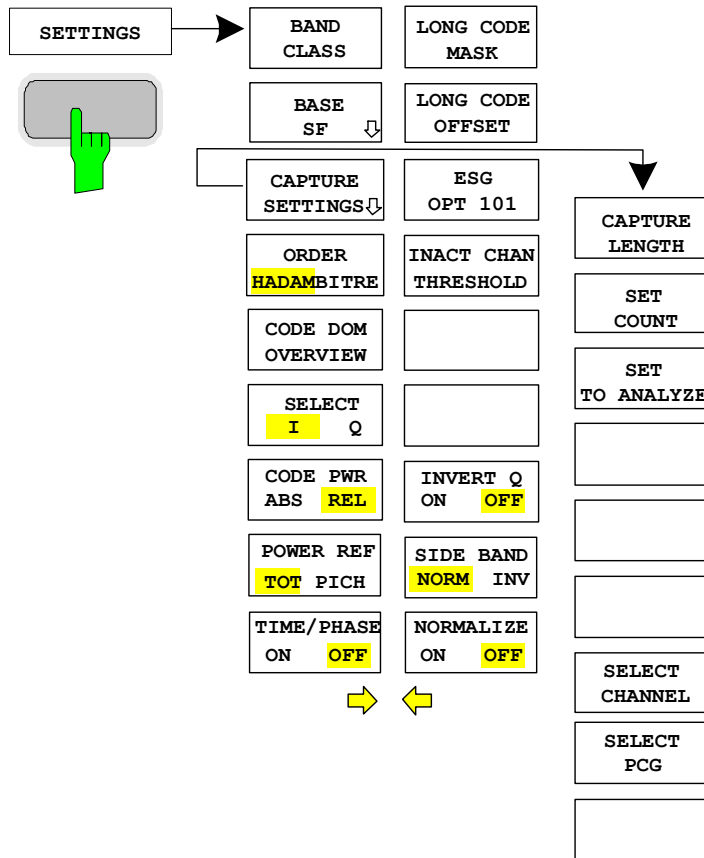 SETTINGS
BAND
CLASS
BASE
SF
CAPTURE
SETTINGS
ORDER
HADAMBITRE
CODE DOM
OVERVIEW
SELECT
I Q
CODE PWR
ABS REL
POWER REF
TOT PICH
TIME/PHASE
ON OFF
LONG CODE
MASK
LONG CODE
OFFSET
ESG
OPT 101
INACT CHAN
THRESHOLD
INVERT Q
ON OFF
SIDE BAND
NORM INV
NORMALIZE
ON OFF
CAPTURE
LENGTH
SET
COUNT
SET
TO ANALYZE
SELECT
CHANNEL
SELECT
PCG